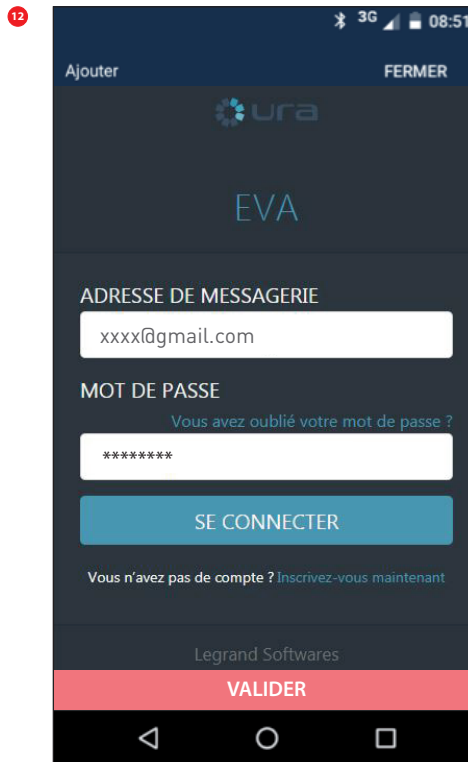 12
3G 08:51
Ajouter FERMER
ura
EVA
ADRESSE DE MESSAGERIE
xxxx@gmail.com
MOT DE PASSE
Vous avez oublié votre mot de passe ?
********
SE CONNECTER
Vous n’avez pas de compte ? Inscrivez-vous maintenant
Legrand Softwares
VALIDER